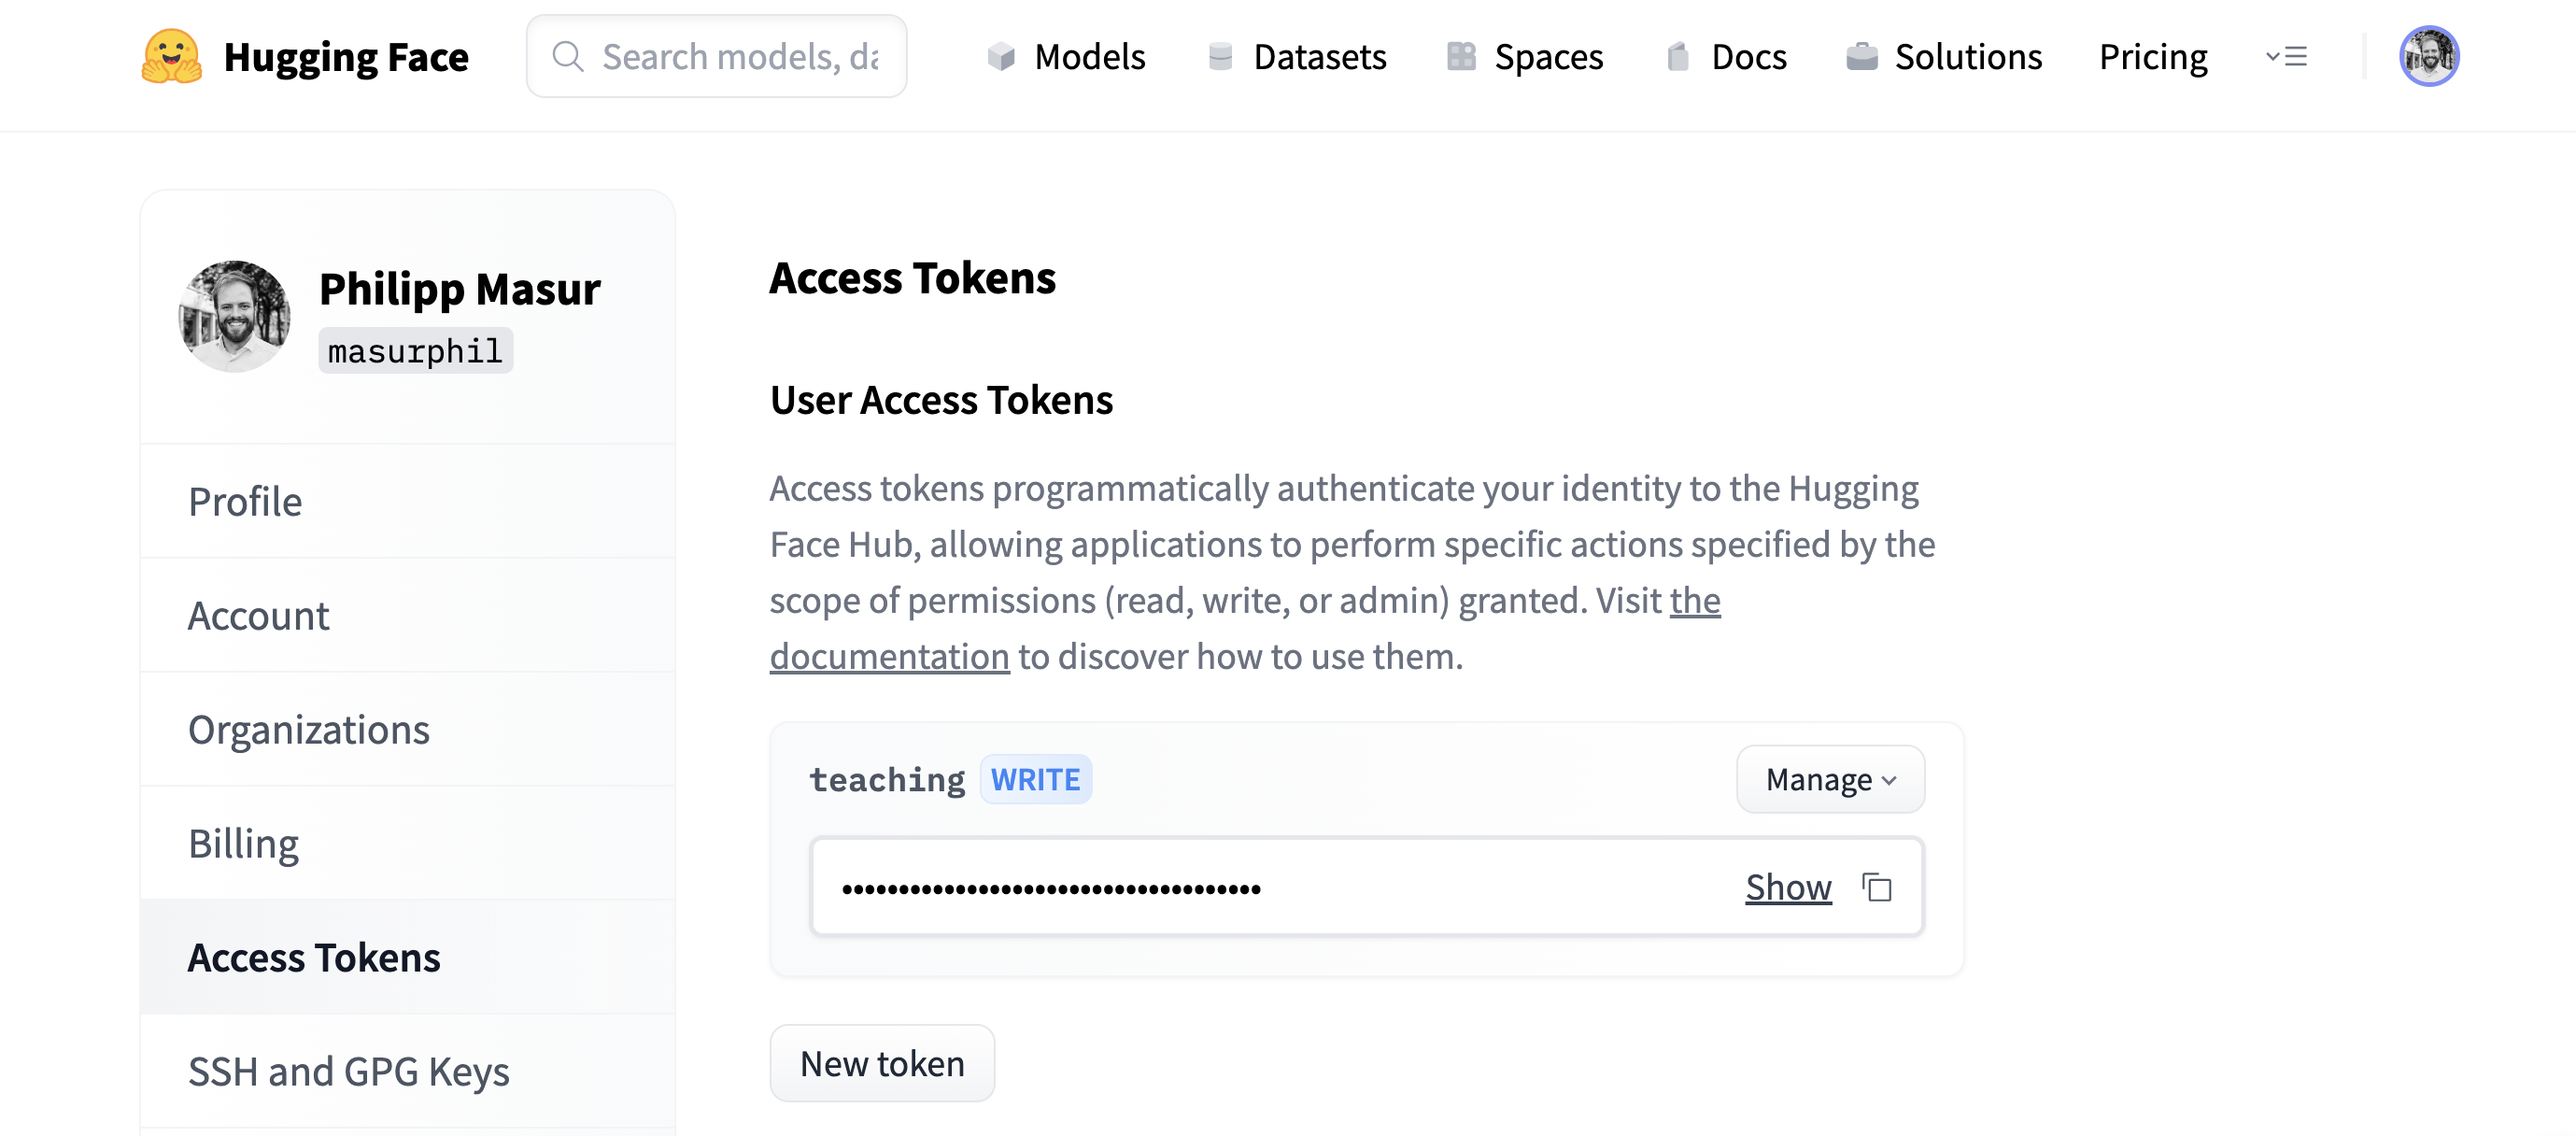 Hugging Face
Search models, da
Models
Datasets
Spaces
Docs
Solutions
Pricing
Philipp Masur
masurphil
Profile
Account
Organizations
Billing
Access Tokens
SSH and GPG Keys
Access Tokens
User Access Tokens
Access tokens programmatically authenticate your identity to the Hugging
Face Hub, allowing applications to perform specific actions specified by the
scope of permissions (read, write, or admin) granted. Visit the
documentation to discover how to use them.
teaching WRITE
Manage
•••••••••••••••••••••••••••••••••••••
Show
New token